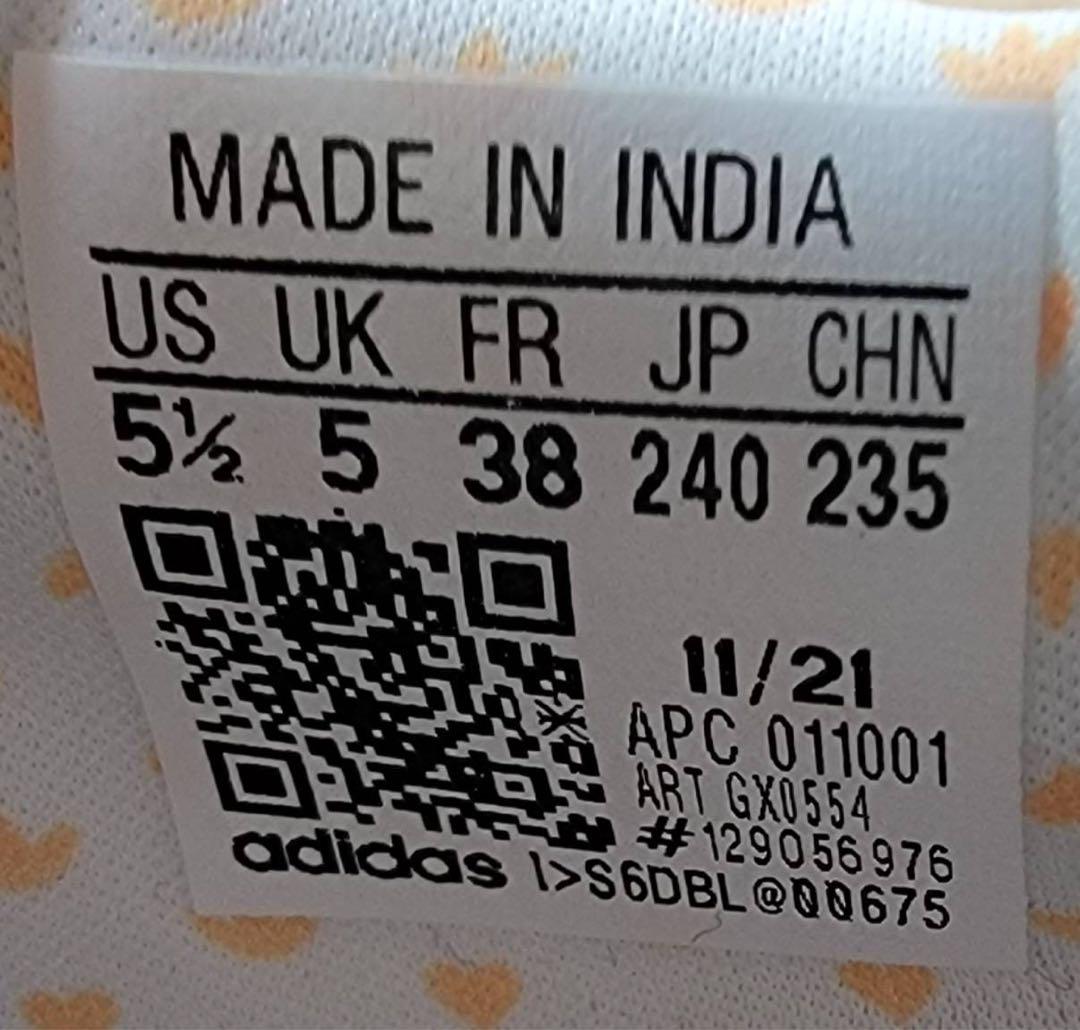 MADE IN INDIA
US UK FR JP CHN
5½ 5 38 240 235
11/21
APC 011001
ART GX0554
#129056976
adidas \>S6DBL@00675